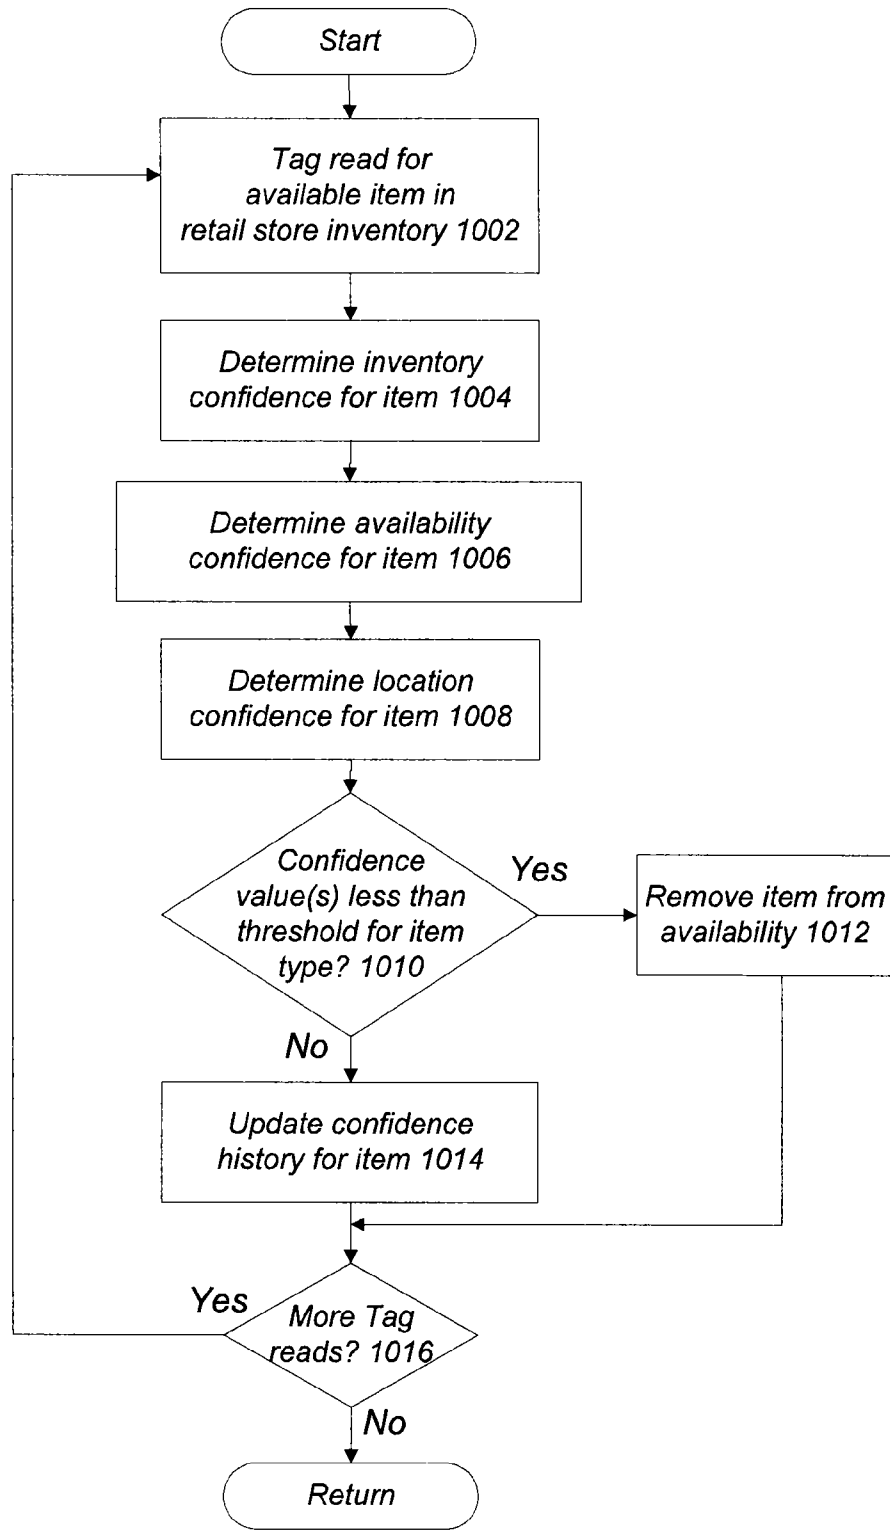 Start
Tag read for
available item in
retail store inventory 1002
Determine inventory
confidence for item 1004
Determine availability
confidence for item 1006
Determine location
confidence for item 1008
Confidence
value(s) less than
threshold for item
type? 1010
Yes
Remove item from
availability 1012
No
Update confidence
history for item 1014
Yes
More Tag
reads? 1016
No
Return